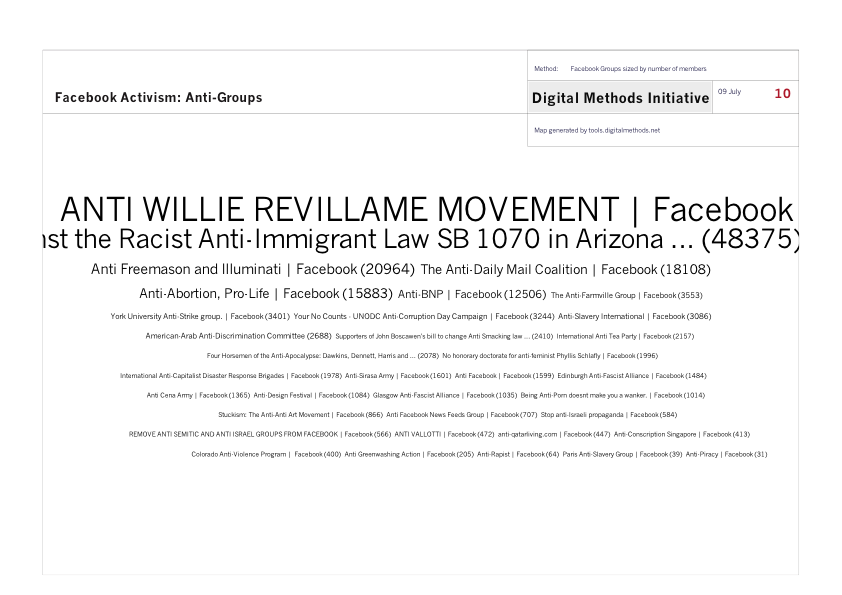 Method: Facebook Groups sized by number of members
Facebook Activism: Anti-Groups
Digital Methods Initiative
09 July
10
Map generated by tools.digitalmethods.net
ANTI WILLIE REVILLAME MOVEMENT | Facebook
the Racist Anti-Immigrant Law SB 1070 in Arizona ... (48375)
Anti Freemason and Illuminati | Facebook (20964) The Anti-Daily Mail Coalition | Facebook (18108)
Anti-Abortion, Pro-Life | Facebook (15883) Anti-BNP | Facebook (12506) The Anti-Farmville Group | Facebook (3553)
York University Anti-Strike group. | Facebook (3401) Your No Counts - UNODC Anti-Corruption Day Campaign | Facebook (3244) Anti-Slavery International | Facebook (3086)
American-Arab Anti-Discrimination Committee (2688) Supporters of John Boscawen's bill to change Anti Smacking law ... (2410) International Anti Tea Party | Facebook (2157)
Four Horsemen of the Anti-Apocalypse: Dawkins, Dennett, Harris and ... (2078) No honorary doctorate for anti-feminist Phyllis Schlafly | Facebook (1996)
International Anti-Capitalist Disaster Response Brigades | Facebook (1978) Anti-Sirasa Army | Facebook (1601) Anti Facebook | Facebook (1599) Edinburgh Anti-Fascist Alliance | Facebook (1484)
Anti Cena Army | Facebook (1365) Anti-Design Festival | Facebook (1084) Glasgow Anti-Fascist Alliance | Facebook (1035) Being Anti-Porn doesnt make you a wanker. | Facebook (1014)
Stuckism: The Anti-Anti Art Movement | Facebook (866) Anti Facebook News Feeds Group | Facebook (707) Stop anti-Israeli propaganda | Facebook (584)
REMOVE ANTI SEMITIC AND ANTI ISRAEL GROUPS FROM FACEBOOK | Facebook (566) ANTI VALLOTTI | Facebook (472) anti-qatarliving.com | Facebook (447) Anti-Conscription Singapore | Facebook (413)
Colorado Anti-Violence Program | Facebook (400) Anti Greenwashing Action | Facebook (205) Anti-Rapist | Facebook (64) Paris Anti-Slavery Group | Facebook (39) Anti-Piracy | Facebook (31)